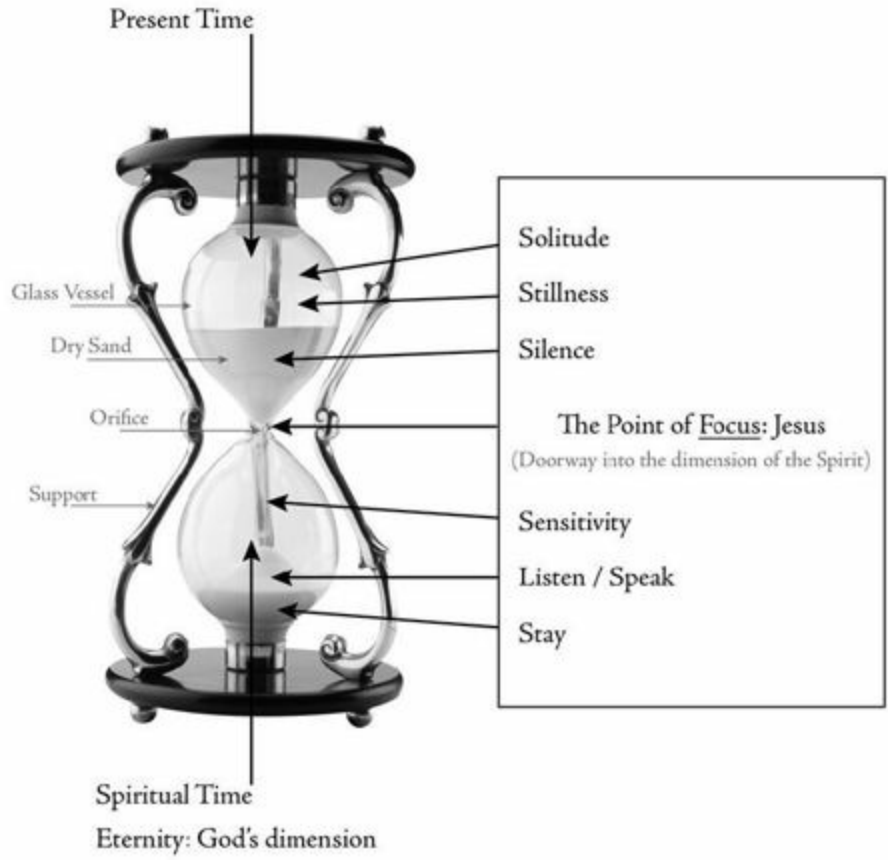 Present Time
Solitude
Glass Vessel
Stillness
Dry Sand
Silence
Orifice
The Point of Focus: Jesus
(Doorway into the dimension of the Spirit)
Support
Sensitivity
Listen / Speak
Stay
Spiritual Time
Eternity: God's dimension